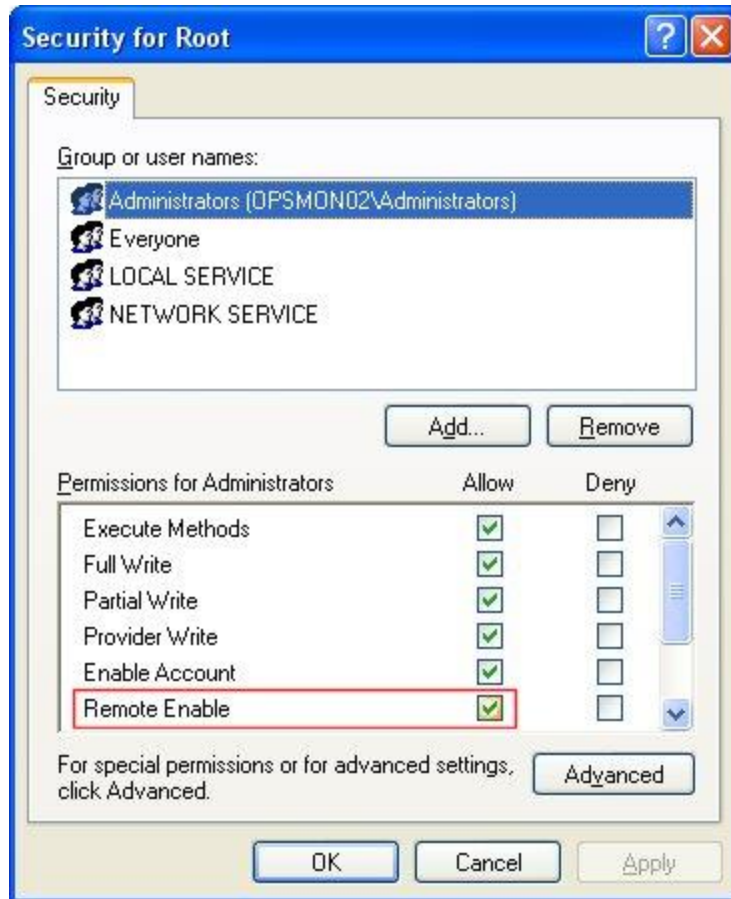 Security for Root
Security
Group or user names:
Administrators (OPSMON02\Administrators)
Everyone
LOCAL SERVICE
NETWORK SERVICE
Add...
Remove
Permissions for Administrators Allow Deny
Execute Methods
Full Write
Partial Write
Provider Write
Enable Account
Remote Enable
For special permissions or for advanced settings,
click Advanced.
Advanced
OK
Cancel
Apply